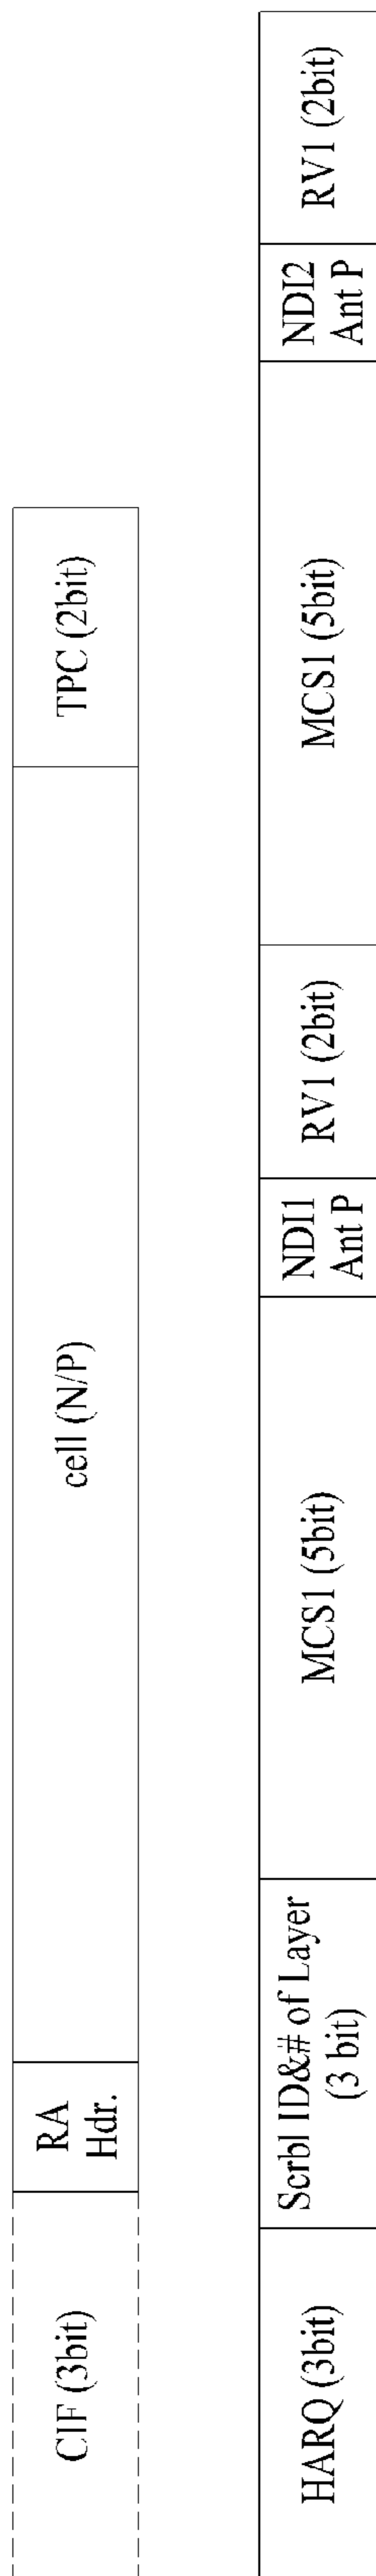 CIF (3bit)
RA
Hdr.
cell (N/P)
TPC (2bit)
HARQ (3bit)
Scrbl ID&# of Layer
(3 bit)
MCS1 (5bit)
NDI1
Ant P
RV1 (2bit)
MCS1 (5bit)
NDI2
Ant P
RV1 (2bit)